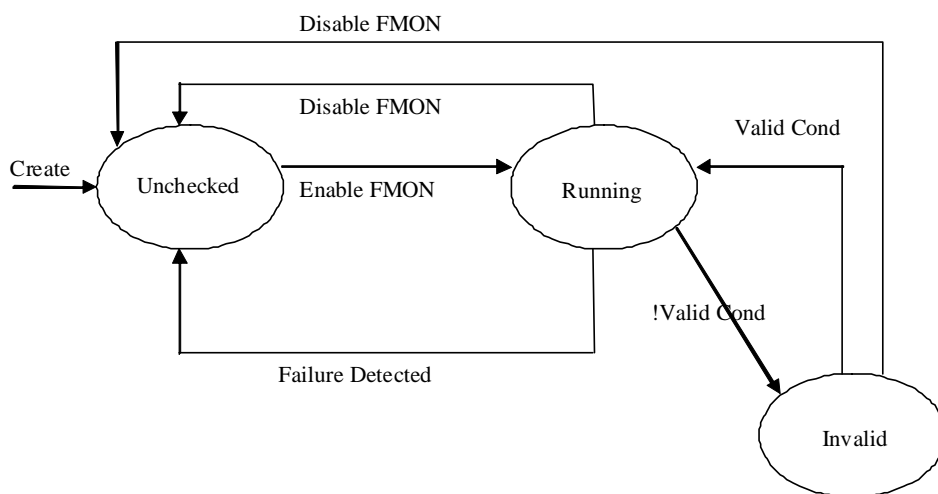 Disable FMON
Disable FMON
Valid Cond
Create
Unchecked
Enable FMON
Running
!Valid Cond
Failure Detected
Invalid